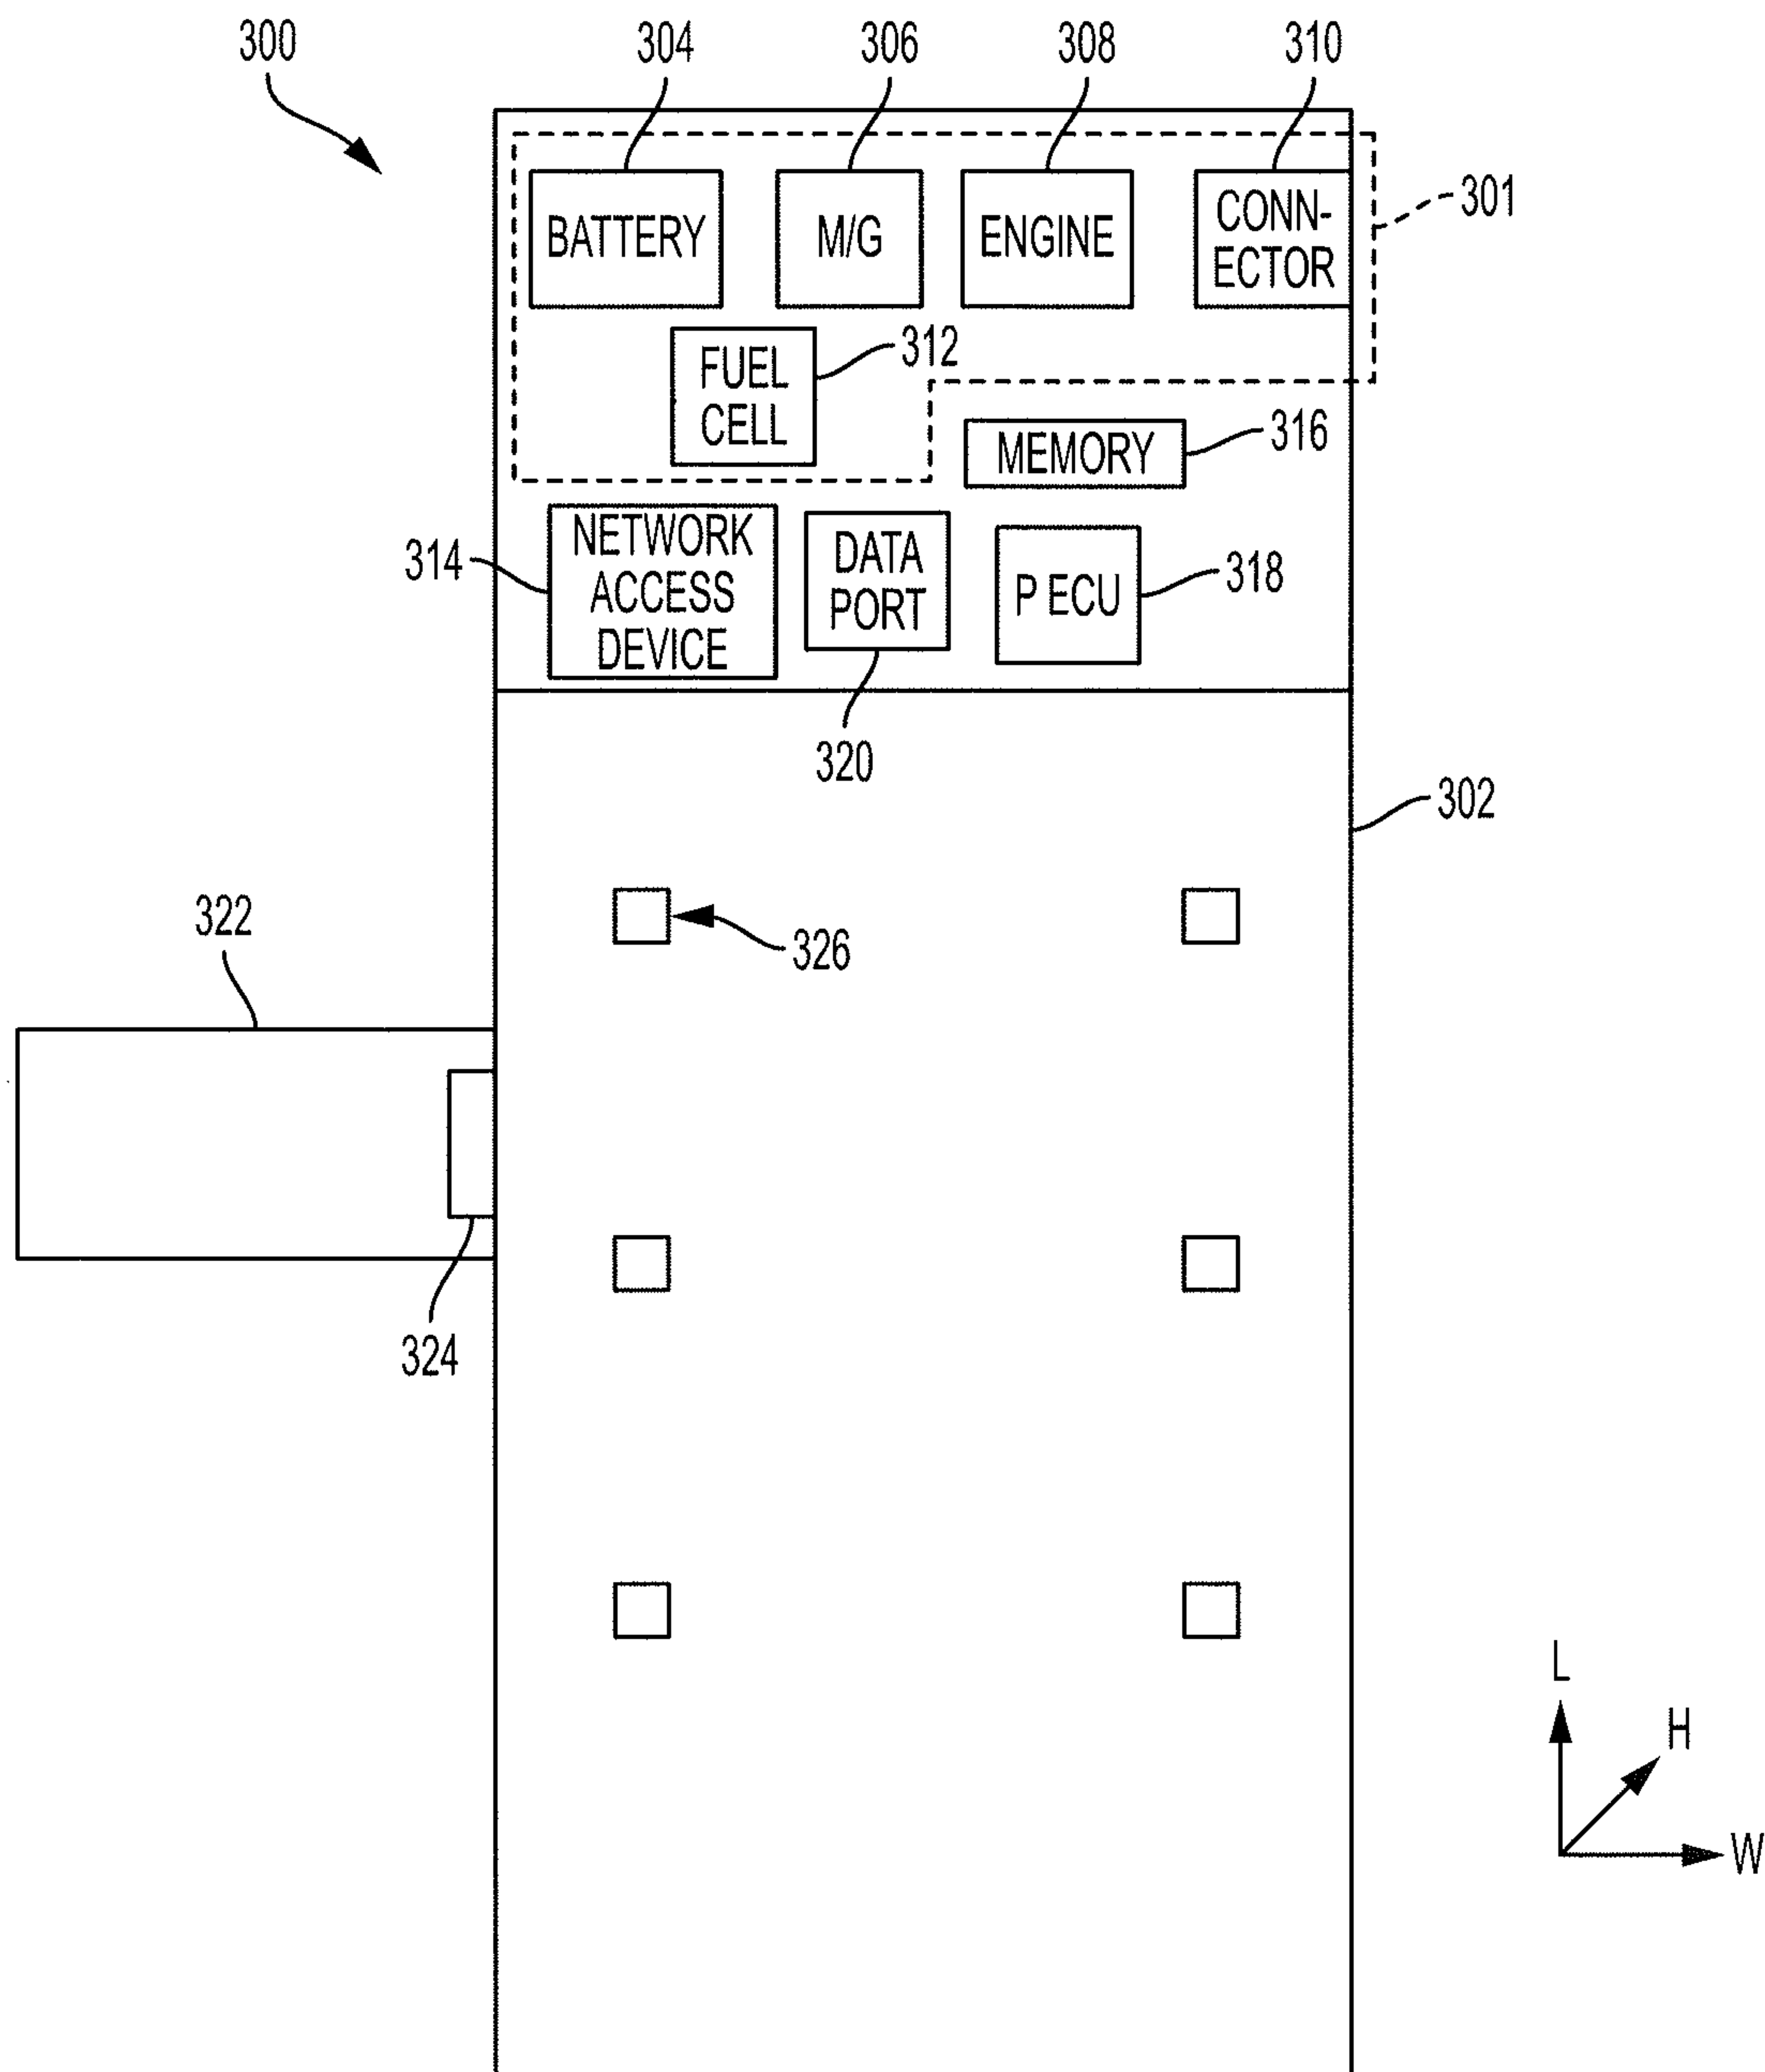 300
304
306
308
310
BATTERY
M/G
ENGINE
CONN-
ECTOR
301
FUEL
CELL
312
MEMORY
316
314
NETWORK
ACCESS
DEVICE
DATA
PORT
P ECU
318
320
302
322
326
324
L
H
W